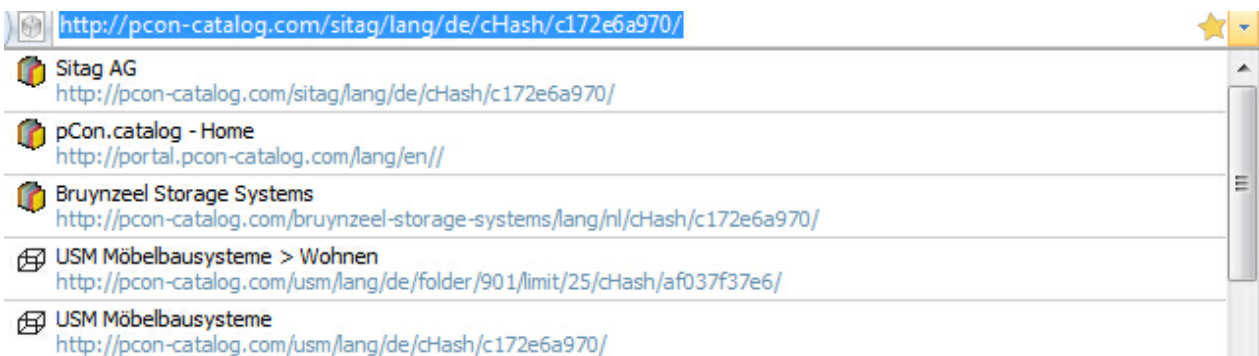 http://pcon-catalog.com/sitag/lang/de/cHash/c172e6a970/
Sitag AG
http://pcon-catalog.com/sitag/lang/de/cHash/c172e6a970/
pCon.catalog - Home
http://portal.pcon-catalog.com/lang/en//
Bruynzeel Storage Systems
http://pcon-catalog.com/bruynzeel-storage-systems/lang/nl/cHash/c172e6a970/
USM Möbelbausysteme > Wohnen
http://pcon-catalog.com/usm/lang/de/folder/901/limit/25/cHash/af037f37e6/
USM Möbelbausysteme
http://pcon-catalog.com/usm/lang/de/cHash/c172e6a970/